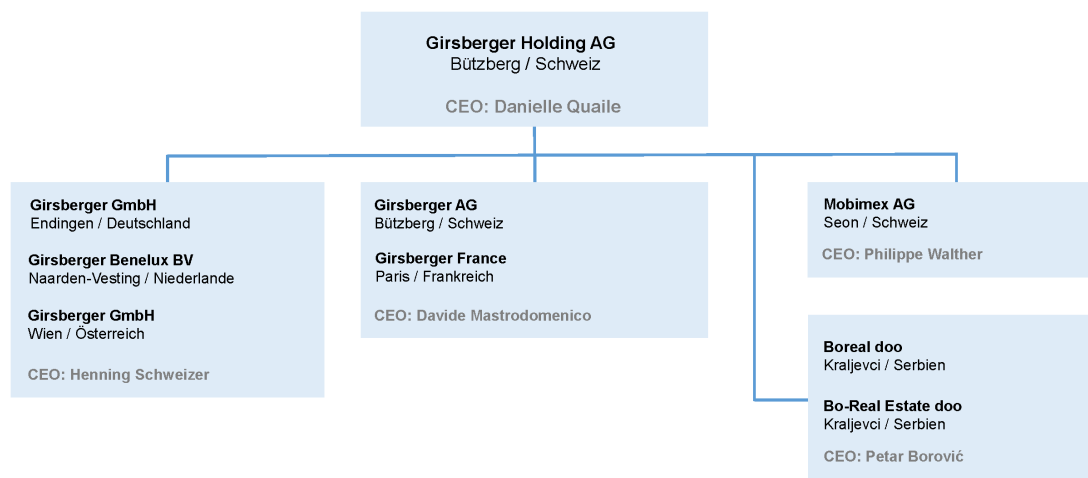 Girsberger Holding AG
Bützberg / Schweiz
CEO: Danielle Quaile
Girsberger GmbH
Endingen / Deutschland
Girsberger Benelux BV
Naarden-Vesting / Niederlande
Girsberger GmbH
Wien / Österreich
CEO: Henning Schweizer
Girsberger AG
Bützberg / Schweiz
Girsberger France
Paris / Frankreich
CEO: Davide Mastrodomenico
Mobimex AG
Seon / Schweiz
CEO: Philippe Walther
Boreal doo
Kraljevci / Serbien
Bo-Real Estate doo
Kraljevci / Serbien
CEO: Petar Borović